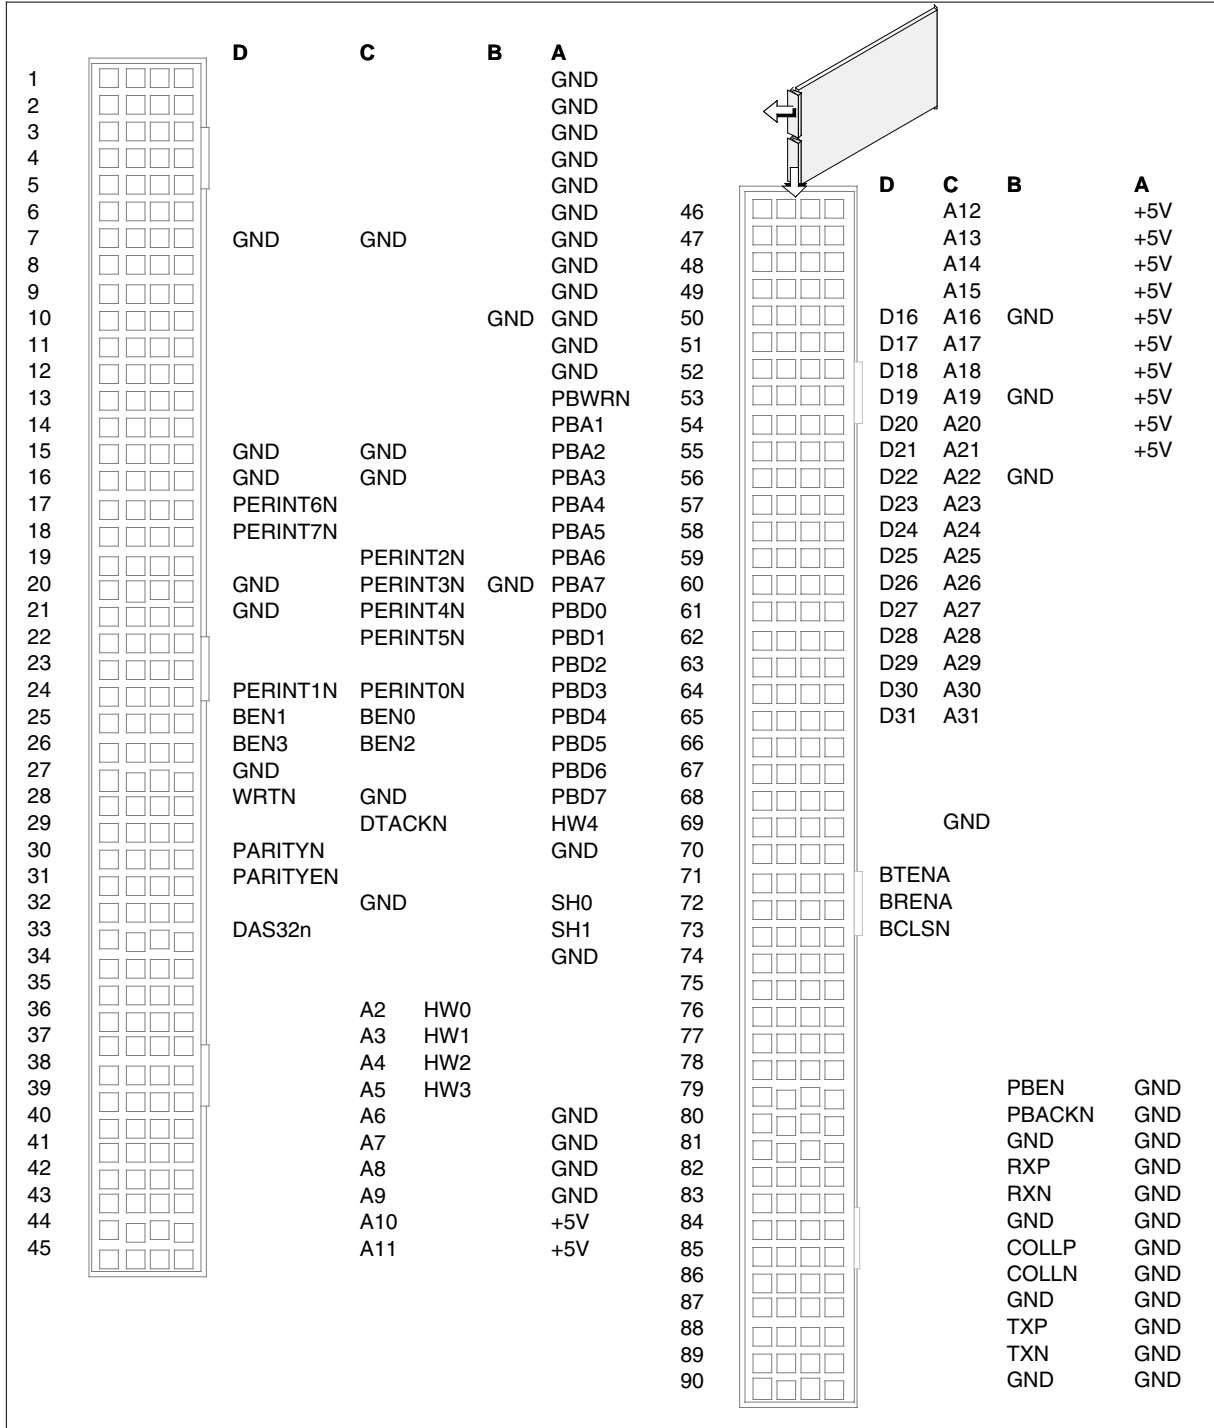 D C B A
1 GND
2 GND
3 GND
4 GND
5 GND
6 GND
7 GND GND GND
8 GND
9 GND
10 GND GND
11 GND
12 GND
13 PBWRN
14 PBA1
15 GND GND PBA2
16 GND GND PBA3
17 PERINT6N PBA4
18 PERINT7N PBA5
19 PERINT2N PBA6
20 GND PERINT3N GND PBA7
21 GND PERINT4N PBD0
22 PERINT5N PBD1
23 PBD2
24 PERINT1N PERINT0N PBD3
25 BEN1 BEN0 PBD4
26 BEN3 BEN2 PBD5
27 GND PBD6
28 WRTN GND PBD7
29 DTACKN HW4
30 PARITYN GND
31 PARITYEN
32 GND SH0
33 DAS32n SH1
34 GND
35
36 A2 HW0
37 A3 HW1
38 A4 HW2
39 A5 HW3
40 A6 GND
41 A7 GND
42 A8 GND
43 A9 GND
44 A10 +5V
45 A11 +5V
D C B A
46 A12 +5V
47 A13 +5V
48 A14 +5V
49 A15 +5V
50 D16 A16 GND +5V
51 D17 A17 +5V
52 D18 A18 +5V
53 D19 A19 GND +5V
54 D20 A20 +5V
55 D21 A21 +5V
56 D22 A22 GND
57 D23 A23
58 D24 A24
59 D25 A25
60 D26 A26
61 D27 A27
62 D28 A28
63 D29 A29
64 D30 A30
65 D31 A31
66
67
68
69 GND
70
71 BTENA
72 BRENA
73 BCLSN
74
75
76
77
78
79 PBEN GND
80 PBACKN GND
81 GND GND
82 RXP GND
83 RXN GND
84 GND GND
85 COLLP GND
86 COLLN GND
87 GND GND
88 TXP GND
89 TXN GND
90 GND GND